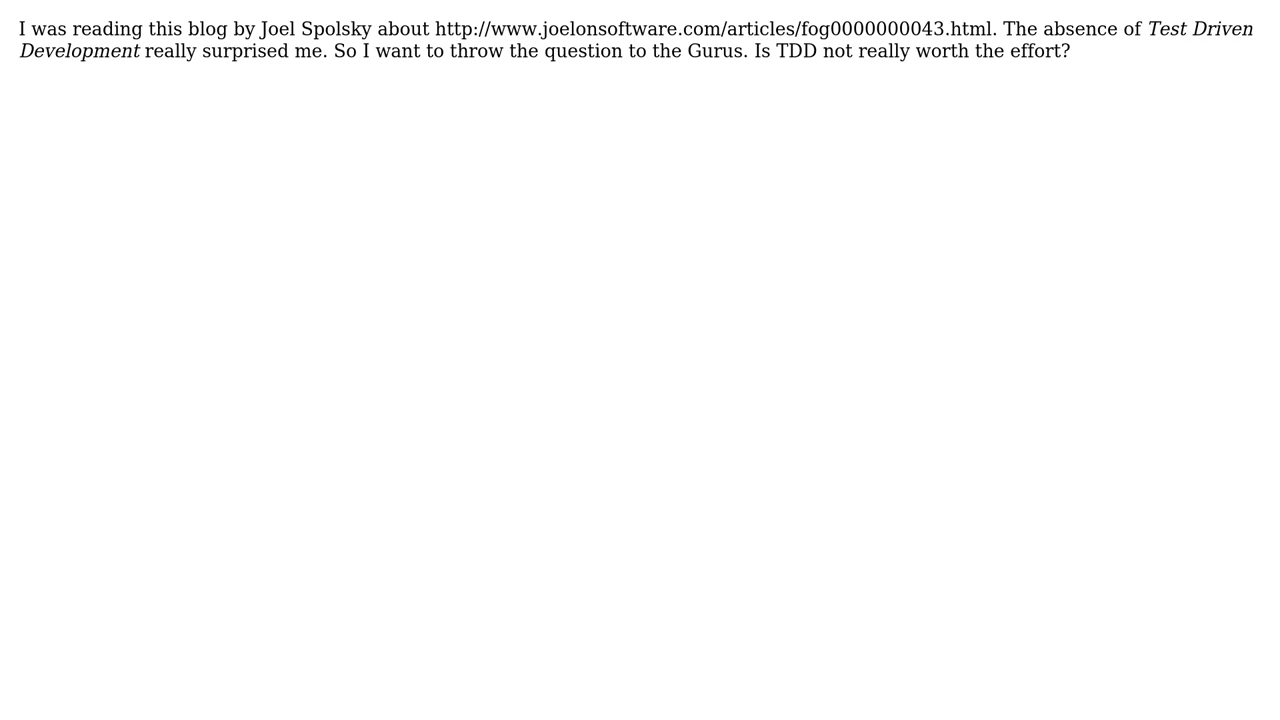 I was reading this blog by Joel Spolsky about http://www.joelonsoftware.com/articles/fog0000000043.html. The absence of Test Driven
Development really surprised me. So I want to throw the question to the Gurus. Is TDD not really worth the effort?